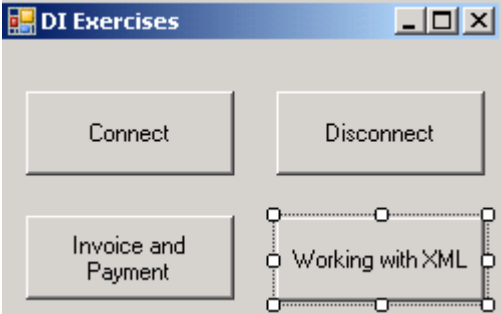 DI Exercises
Connect
Disconnect
Invoice and
Payment
Working with XML